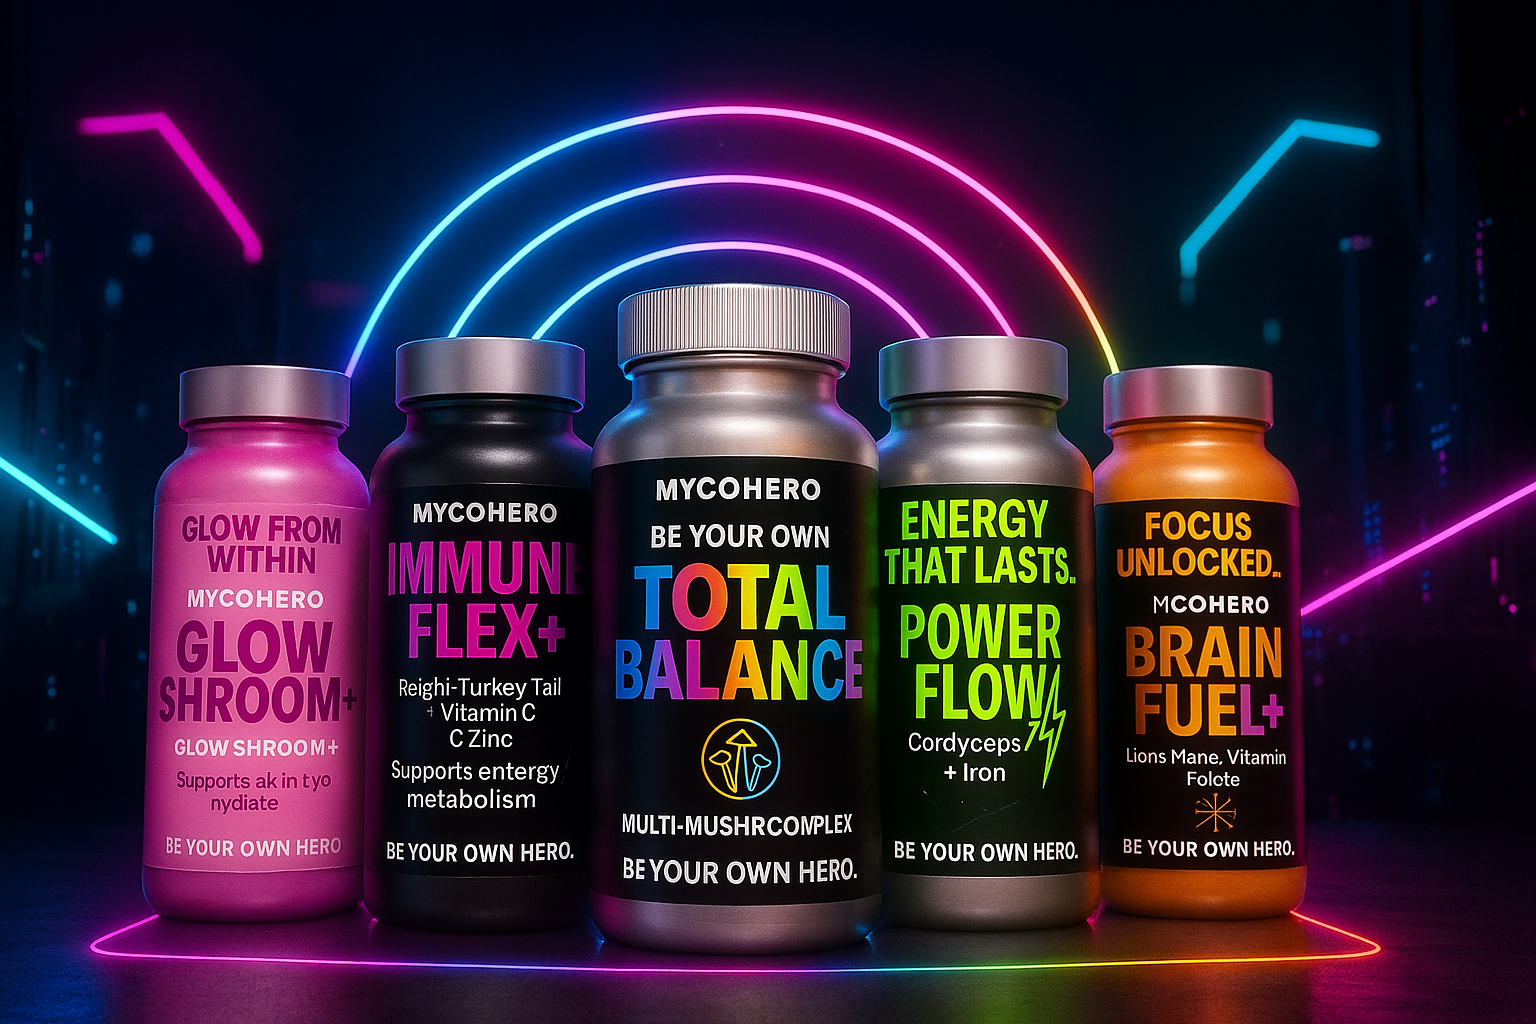 GLOW FROM
WITHIN
MYCOHERO
GLOW
SHROOM+
GLOW SHROOM+
Supports ak in tyo
nydiate
BE YOUR OWN HERO
MYCOHERO
IMMUNE
FLEX+
Reighi-Turkey Tail
+ Vitamin C
C Zinc
Supports entergy
metabolism
BE YOUR OWN HERO.
MYCOHERO
BE YOUR OWN
TOTAL
BALANCE
MULTI-MUSHRCOMPLEX
BE YOUR OWN HERO.
ENERGY
THAT LASTS..
POWER
FLOW
Cordyceps
+ Iron
BE YOUR OWN HERO.
FOCUS
UNLOCKED...
MCOHERO
BRAIN
FUEL+
Lions Mane, Vitamin
Folcte
BE YOUR OWN HERO.